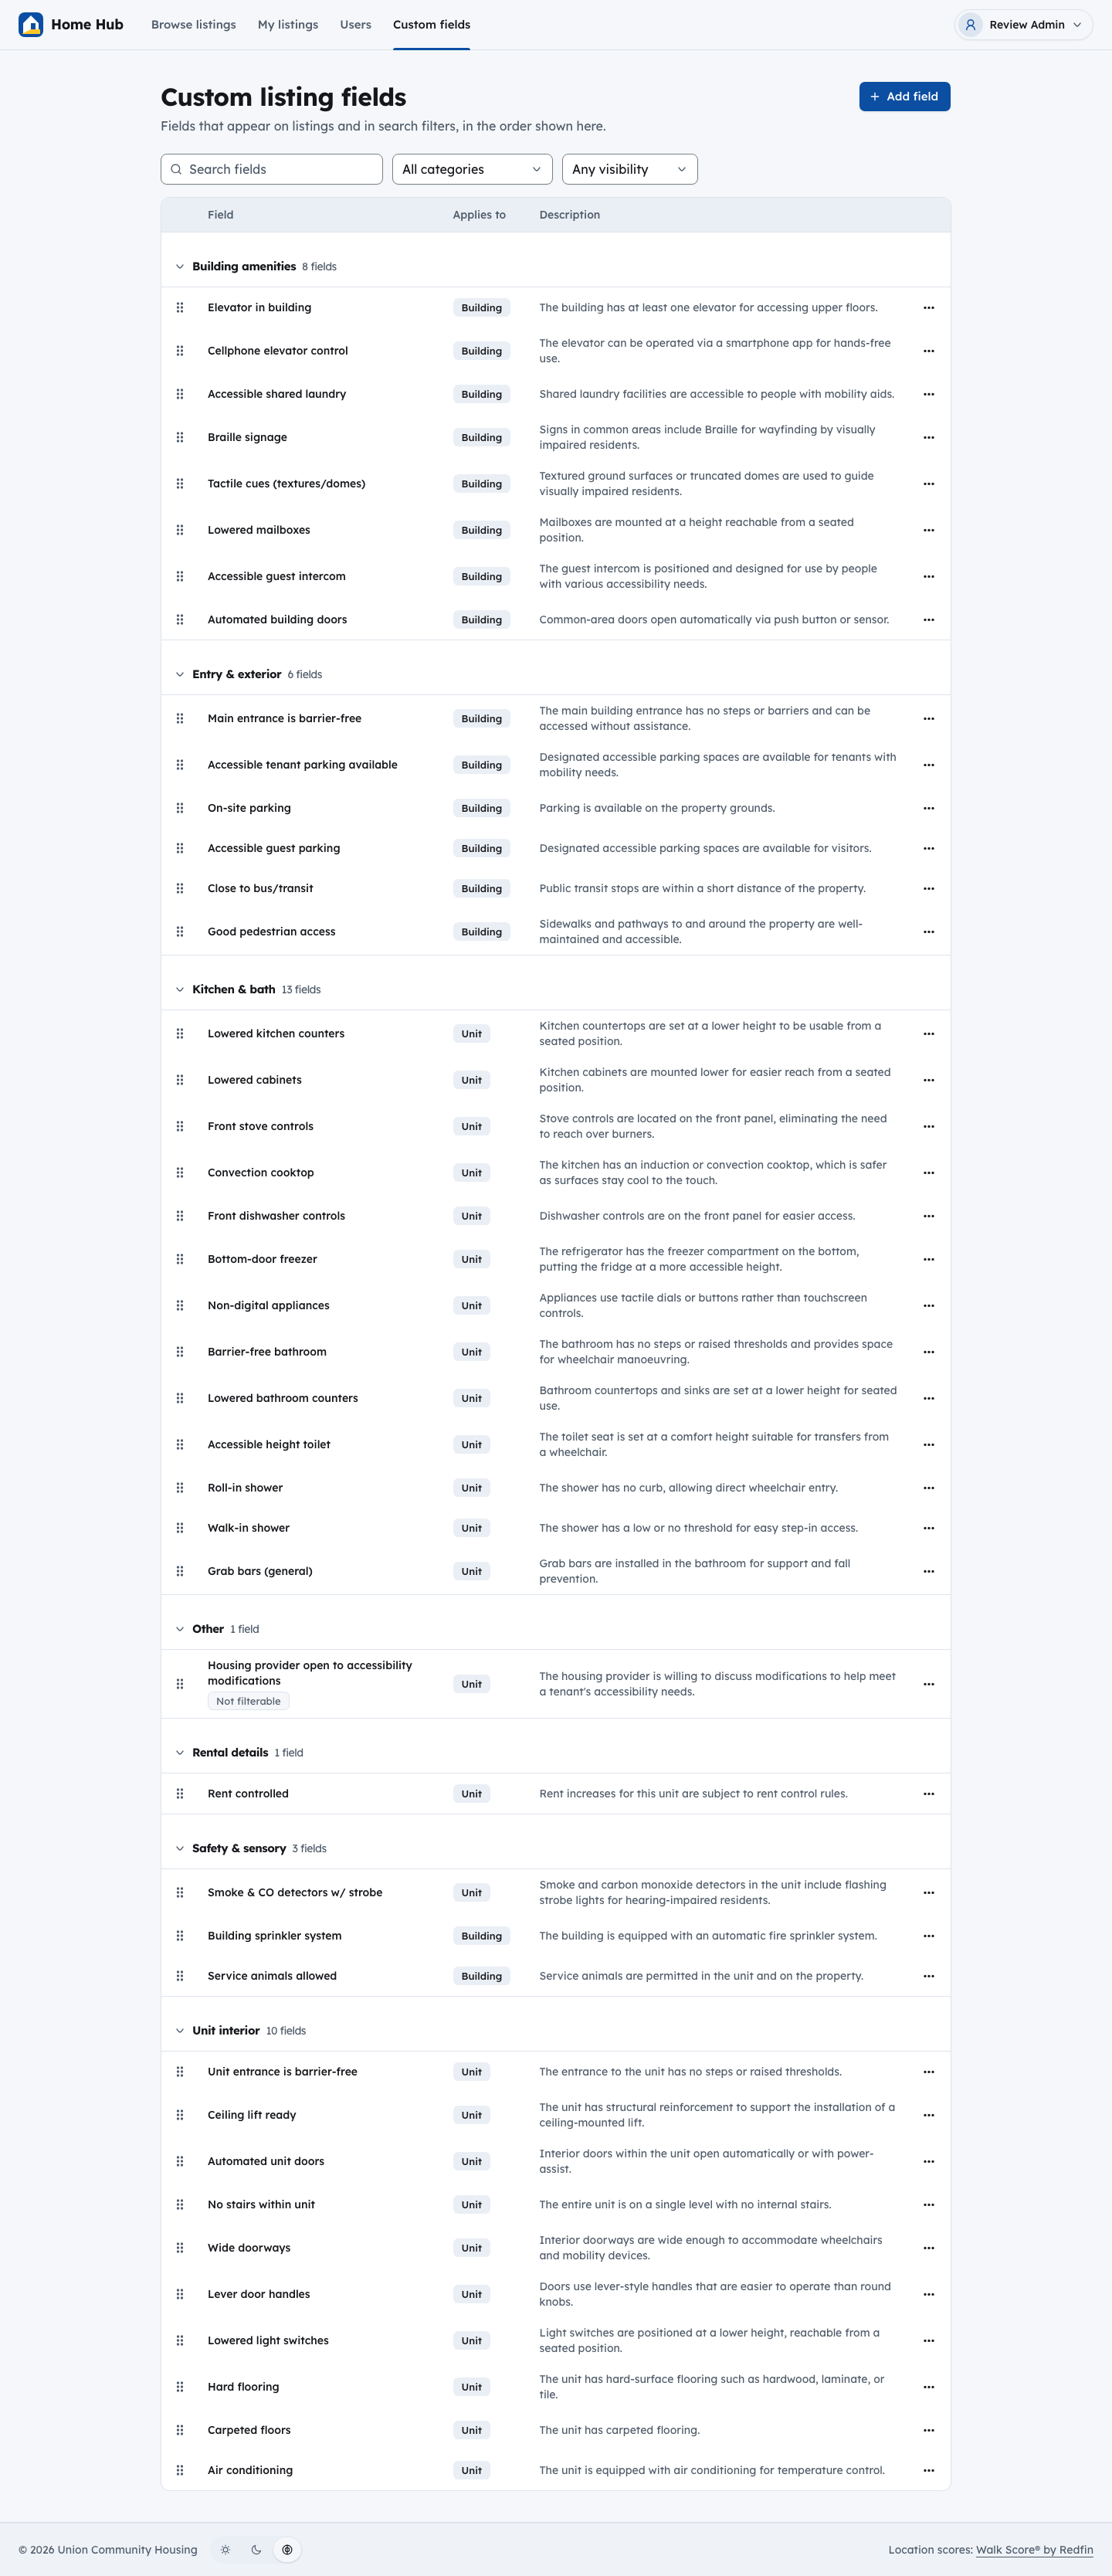 Home Hub
Browse listings
My listings
Users
Custom fields
Review Admin
Custom listing fields
Add field
Fields that appear on listings and in search filters, in the order shown here.
Search fields
All categories
Any visibility
Field
Applies to
Description
Building amenities 8 fields
Elevator in building
Building
The building has at least one elevator for accessing upper floors.
Cellphone elevator control
Building
The elevator can be operated via a smartphone app for hands-free
use.
Accessible shared laundry
Building
Shared laundry facilities are accessible to people with mobility aids.
Braille signage
Building
Signs in common areas include Braille for wayfinding by visually
impaired residents.
Tactile cues (textures/domes)
Building
Textured ground surfaces or truncated domes are used to guide
visually impaired residents.
Lowered mailboxes
Building
Mailboxes are mounted at a height reachable from a seated
position.
Accessible guest intercom
Building
The guest intercom is positioned and designed for use by people
with various accessibility needs.
Automated building doors
Building
Common-area doors open automatically via push button or sensor.
Entry & exterior 6 fields
Main entrance is barrier-free
Building
The main building entrance has no steps or barriers and can be
accessed without assistance.
Accessible tenant parking available
Building
Designated accessible parking spaces are available for tenants with
mobility needs.
On-site parking
Building
Parking is available on the property grounds.
Accessible guest parking
Building
Designated accessible parking spaces are available for visitors.
Close to bus/transit
Building
Public transit stops are within a short distance of the property.
Good pedestrian access
Building
Sidewalks and pathways to and around the property are well-
maintained and accessible.
Kitchen & bath 13 fields
Lowered kitchen counters
Unit
Kitchen countertops are set at a lower height to be usable from a
seated position.
Lowered cabinets
Unit
Kitchen cabinets are mounted lower for easier reach from a seated
position.
Front stove controls
Unit
Stove controls are located on the front panel, eliminating the need
to reach over burners.
Convection cooktop
Unit
The kitchen has an induction or convection cooktop, which is safer
as surfaces stay cool to the touch.
Front dishwasher controls
Unit
Dishwasher controls are on the front panel for easier access.
Bottom-door freezer
Unit
The refrigerator has the freezer compartment on the bottom,
putting the fridge at a more accessible height.
Non-digital appliances
Unit
Appliances use tactile dials or buttons rather than touchscreen
controls.
Barrier-free bathroom
Unit
The bathroom has no steps or raised thresholds and provides space
for wheelchair manoeuvring.
Lowered bathroom counters
Unit
Bathroom countertops and sinks are set at a lower height for seated
use.
Accessible height toilet
Unit
The toilet seat is set at a comfort height suitable for transfers from
a wheelchair.
Roll-in shower
Unit
The shower has no curb, allowing direct wheelchair entry.
Walk-in shower
Unit
The shower has a low or no threshold for easy step-in access.
Grab bars (general)
Unit
Grab bars are installed in the bathroom for support and fall
prevention.
Other 1 field
Housing provider open to accessibility
modifications
Not filterable
Unit
The housing provider is willing to discuss modifications to help meet
a tenant's accessibility needs.
Rental details 1 field
Rent controlled
Unit
Rent increases for this unit are subject to rent control rules.
Safety & sensory 3 fields
Smoke & CO detectors w/ strobe
Unit
Smoke and carbon monoxide detectors in the unit include flashing
strobe lights for hearing-impaired residents.
Building sprinkler system
Building
The building is equipped with an automatic fire sprinkler system.
Service animals allowed
Building
Service animals are permitted in the unit and on the property.
Unit interior 10 fields
Unit entrance is barrier-free
Unit
The entrance to the unit has no steps or raised thresholds.
Ceiling lift ready
Unit
The unit has structural reinforcement to support the installation of a
ceiling-mounted lift.
Automated unit doors
Unit
Interior doors within the unit open automatically or with power-
assist.
No stairs within unit
Unit
The entire unit is on a single level with no internal stairs.
Wide doorways
Unit
Interior doorways are wide enough to accommodate wheelchairs
and mobility devices.
Lever door handles
Unit
Doors use lever-style handles that are easier to operate than round
knobs.
Lowered light switches
Unit
Light switches are positioned at a lower height, reachable from a
seated position.
Hard flooring
Unit
The unit has hard-surface flooring such as hardwood, laminate, or
tile.
Carpeted floors
Unit
The unit has carpeted flooring.
Air conditioning
Unit
The unit is equipped with air conditioning for temperature control.
© 2026 Union Community Housing
Location scores: Walk Score® by Redfin